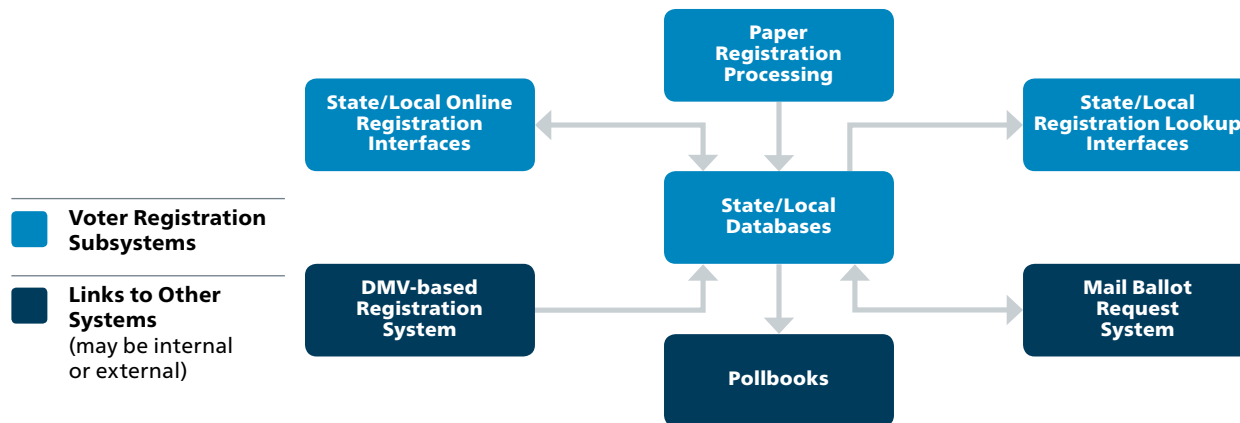 Paper
Registration
Processing
State/Local Online
Registration
Interfaces
State/Local
Registration Lookup
Interfaces
State/Local
Databases
Voter Registration
Subsystems
Links to Other
Systems
(may be internal
or external)
DMV-based
Registration
System
Mail Ballot
Request
System
Pollbooks